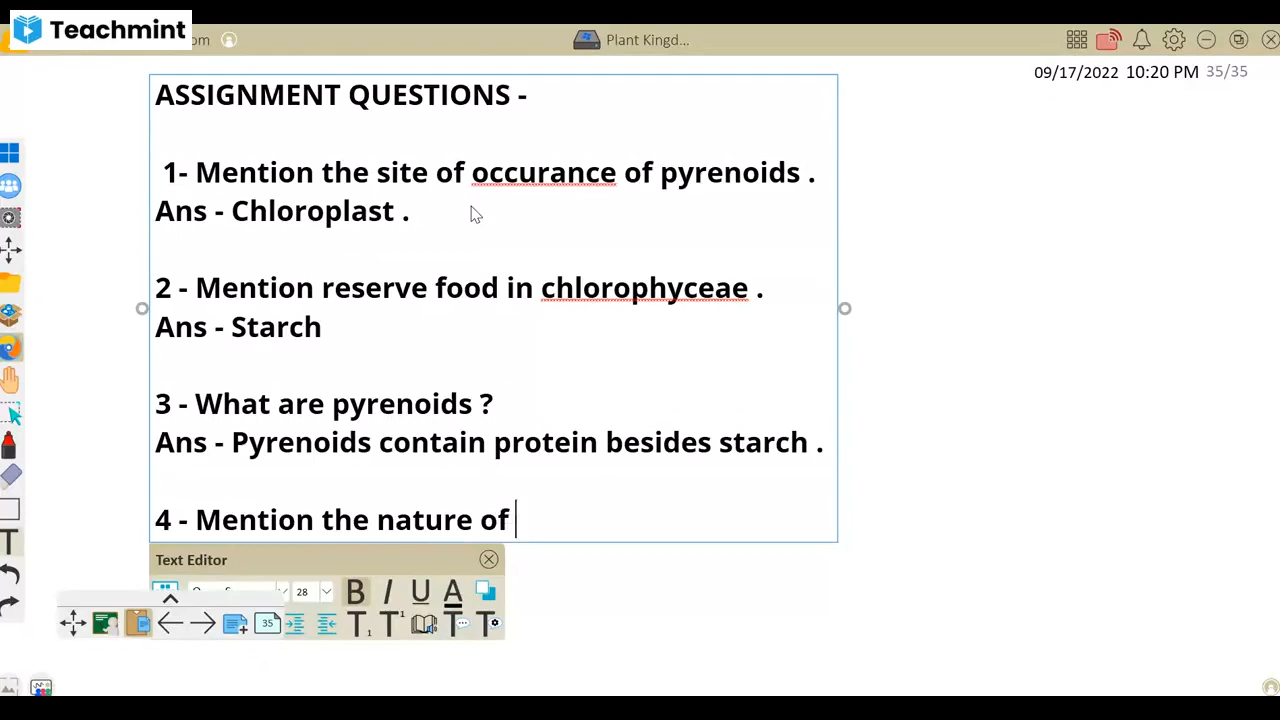 Teachmint
om
Plant Kingd...
09/17/2022 10:20 PM 35/35
ASSIGNMENT QUESTIONS -
1- Mention the site of occurance of pyrenoids .
Ans - Chloroplast .
2 - Mention reserve food in chlorophyceae .
Ans - Starch
3 - What are pyrenoids ?
Ans - Pyrenoids contain protein besides starch .
4 - Mention the nature of
Text Editor
28
B I U A
35